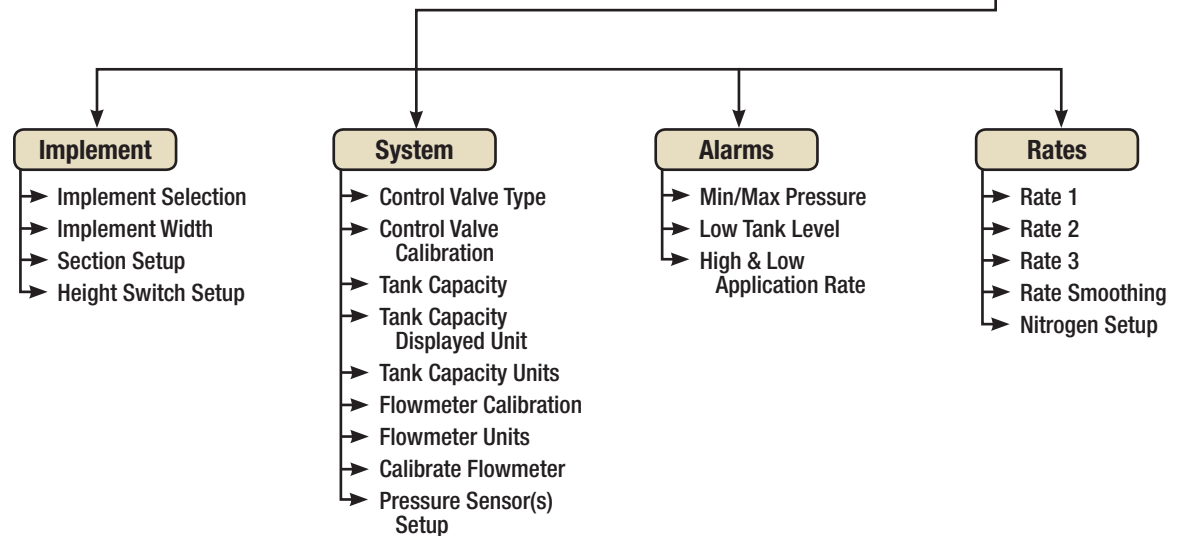 Implement
Implement Selection
Implement Width
Section Setup
Height Switch Setup
System
Control Valve Type
Control Valve
Calibration
Tank Capacity
Tank Capacity
Displayed Unit
Tank Capacity Units
Flowmeter Calibration
Flowmeter Units
Calibrate Flowmeter
Pressure Sensor(s)
Setup
Alarms
Min/Max Pressure
Low Tank Level
High & Low
Application Rate
Rates
Rate 1
Rate 2
Rate 3
Rate Smoothing
Nitrogen Setup